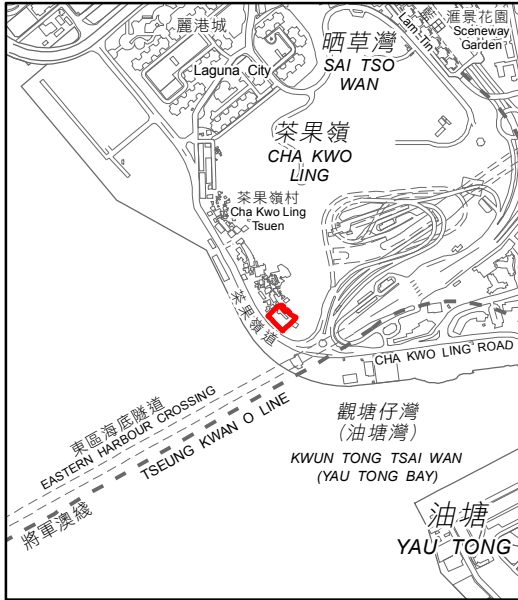 麗港城
Laguna City
晒草灣
SAI TSO
WAN
Lam Tin
滙景花園
Sceneway
Garden
茶果嶺
CHA KWO
LING
茶果嶺村
Cha Kwo Ling
Tsuen
茶果嶺道
CHA KWO LING ROAD
東區海底隧道
EASTERN HARBOUR CROSSING
TSEUNG KWAN O LINE
將軍澳綫
觀塘仔灣
(油塘灣)
KWUN TONG TSAI WAN
(YAU TONG BAY)
油塘
YAU TONG